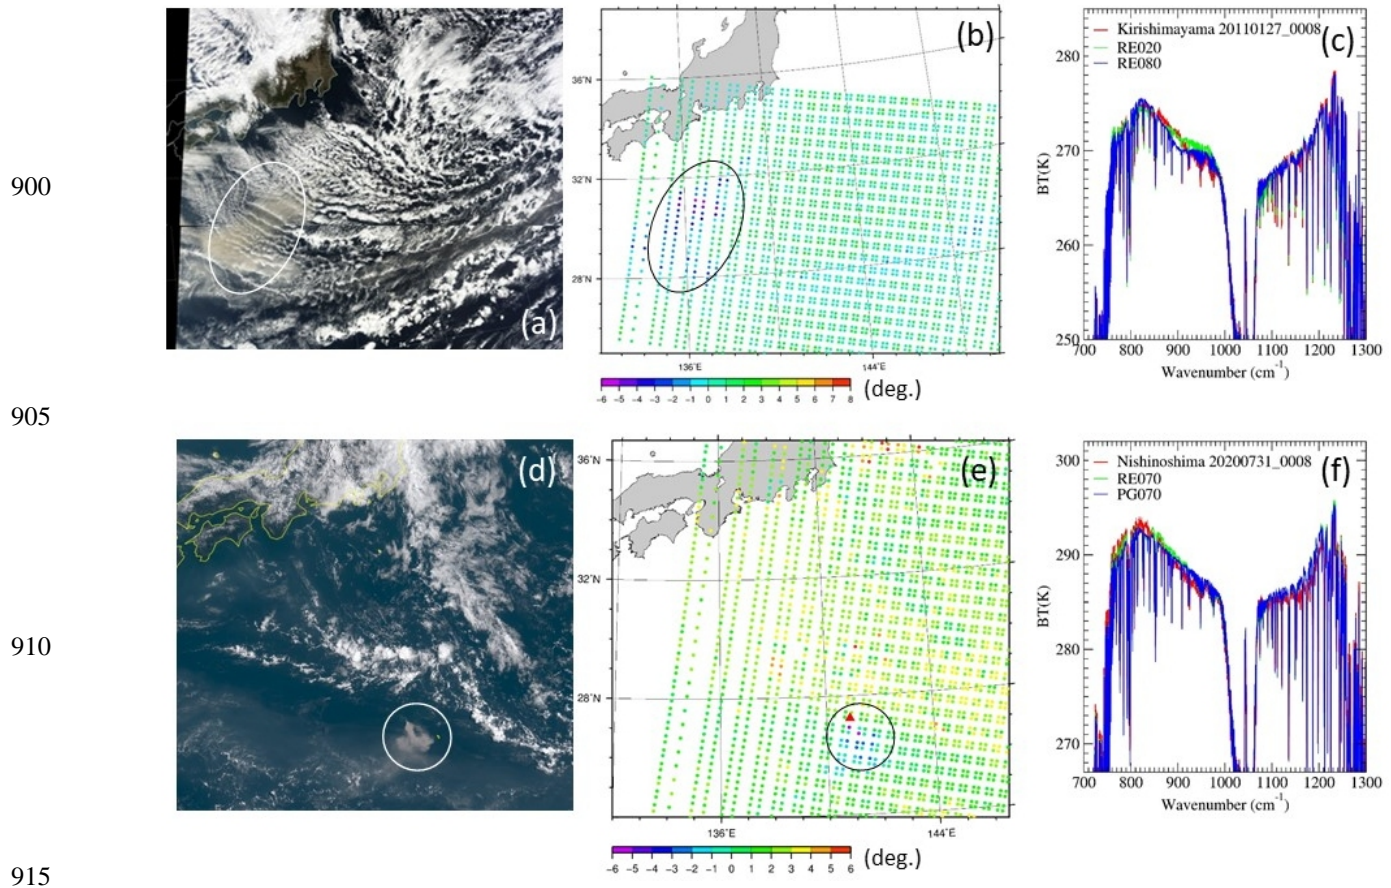 900
905
910
915
(a)
(b)
36°N
32°N
28°N
136°E
144°E
-6 -5 -4 -3 -2 -1 0 1 2 3 4 5 6 7 8 (deg.)
Kirishimayama 20110127_0008
RE020
RE080
(c)
280
270
260
250
BT(K)
700 800 900 1000 1100 1200 1300
Wavenumber (cm-1)
(d)
(e)
36°N
32°N
28°N
136°E
144°E
-6 -5 -4 -3 -2 -1 0 1 2 3 4 5 6 (deg.)
Nishinoshima 20200731_0008
RE070
PG070
(f)
300
290
280
270
BT(K)
700 800 900 1000 1100 1200 1300
Wavenumber (cm-1)